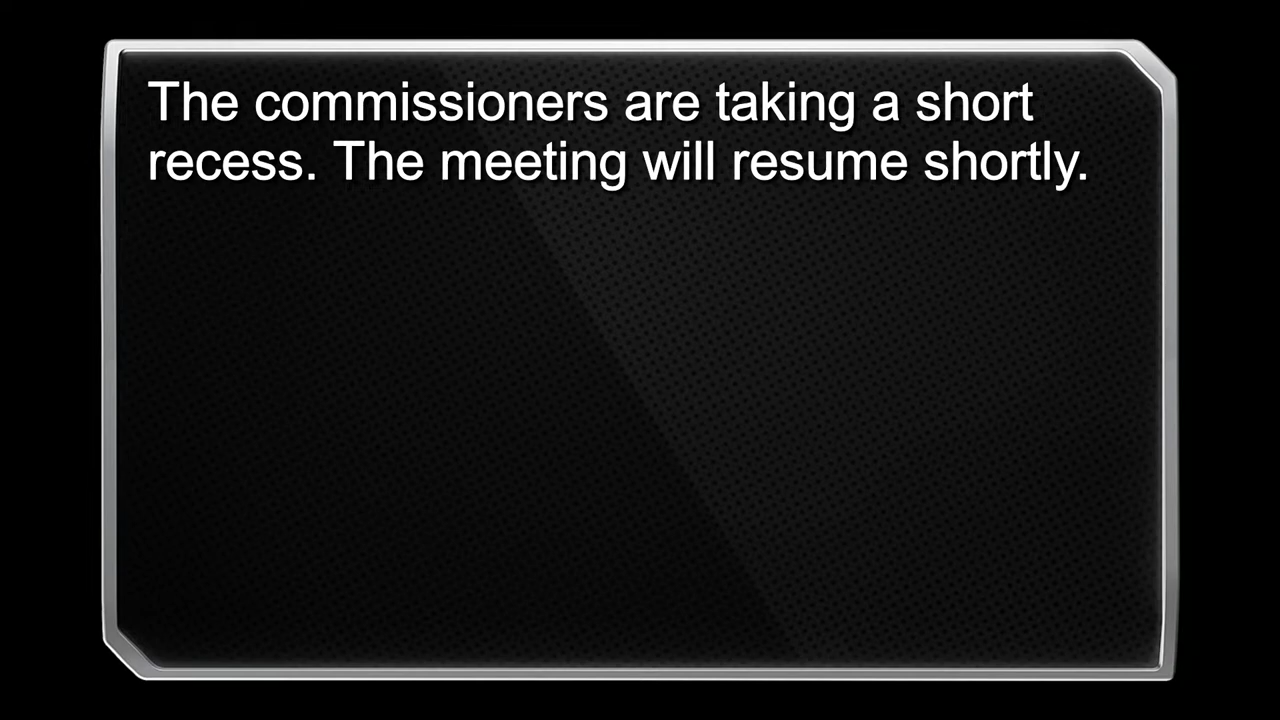 The commissioners are taking a short
recess. The meeting will resume shortly.